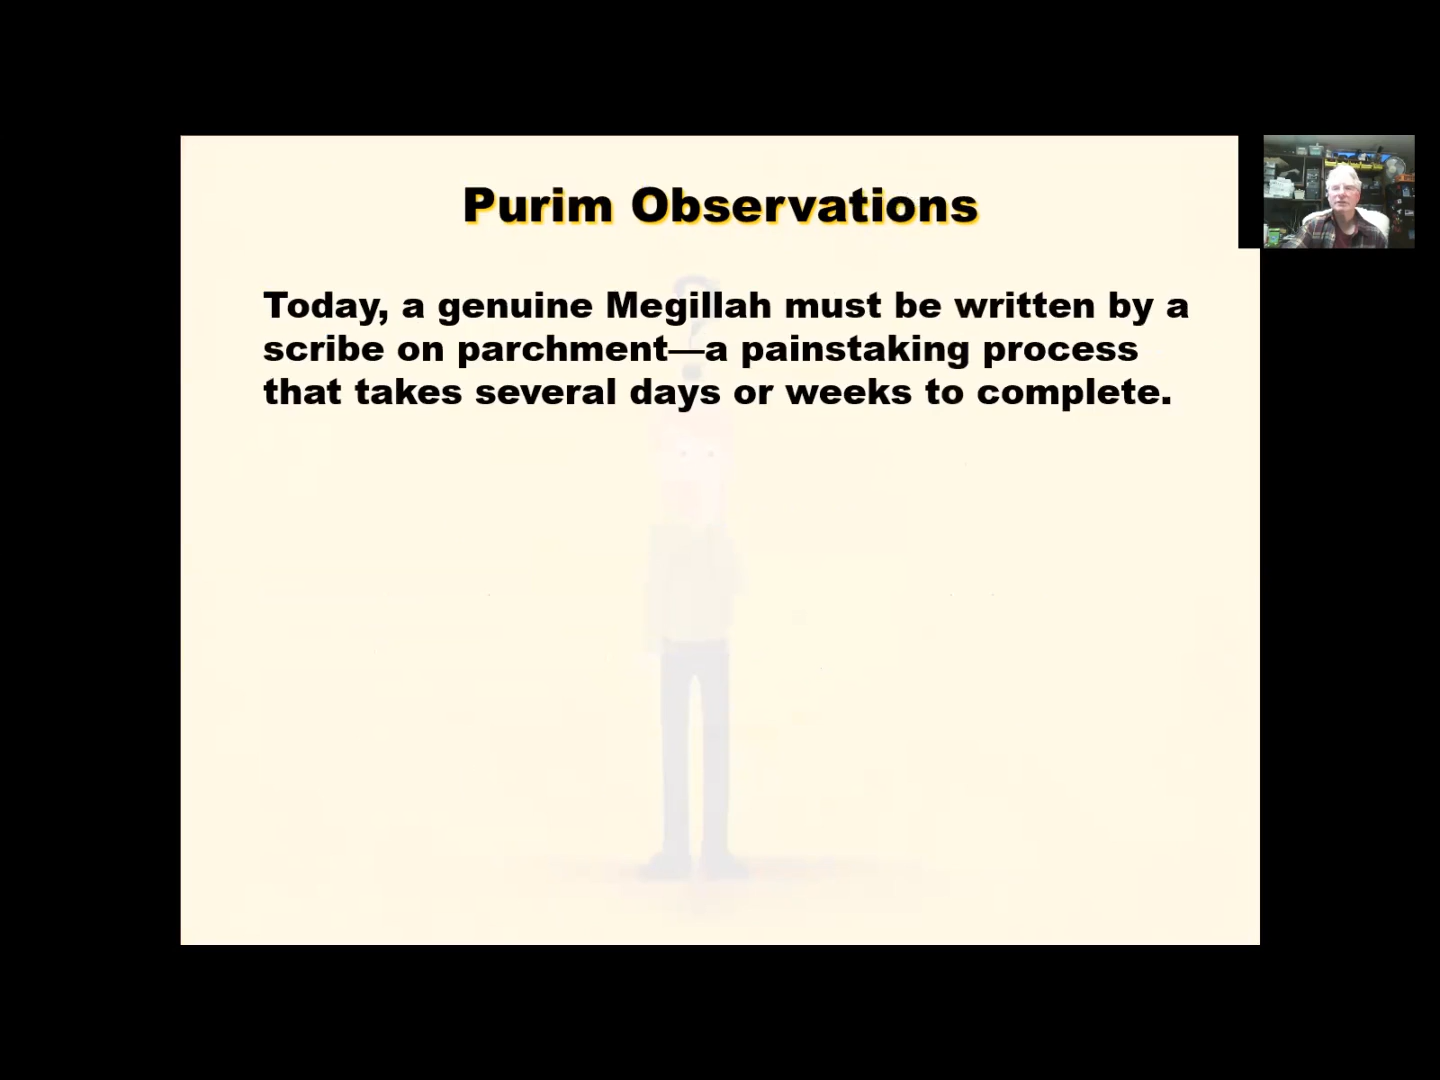 Purim Observations
Today, a genuine Megillah must be written by a
scribe on parchment—a painstaking process
that takes several days or weeks to complete.